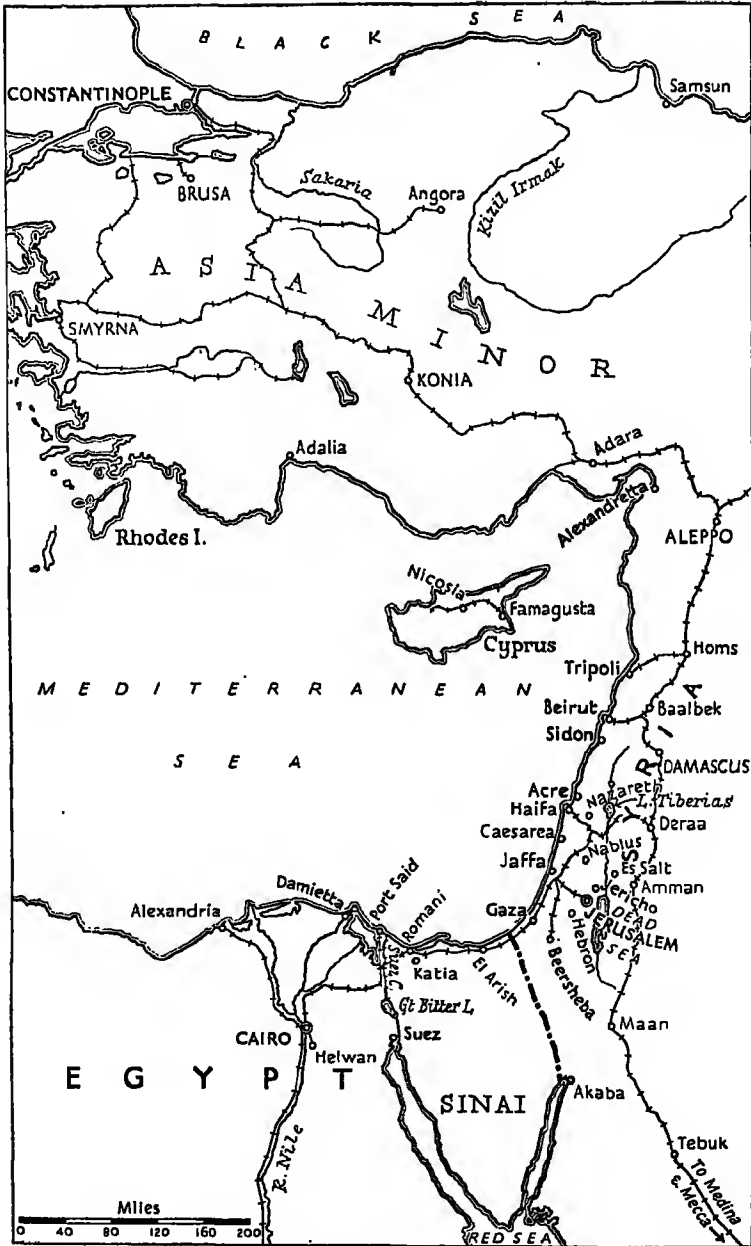 BLACK SEA
CONSTANTINOPLE
Samsun
BRUSA
Sakaria
Angora
Kizil Irmak
ASIA MINOR
SMYRNA
KONIA
Adalia
Adara
Rhodes I.
Alexandretta
ALEPPO
Nicosia
Famagusta
Cyprus
Homs
Tripoli
MEDITERRANEAN
SEA
Beirut
Baalbek
Sidon
SYRIA
DAMASCUS
Acre
Nazareth
L. Tiberias
Haifa
Caesarea
Deraa
Jaffa
Nablus
Es Salt
Amman
Jericho
JERUSALEM
DEAD
SEA
Hebron
Gaza
Beersheba
Damietta
Port Said
Romani
Alexandria
Katia
El Arish
Suez C.
Gt Bitter L.
CAIRO
Helwan
Suez
Maan
EGYPT
SINAI
Akaba
R. Nile
Tebuk
To Medina
& Mecca
Miles
0 40 80 120 160 200
RED SEA